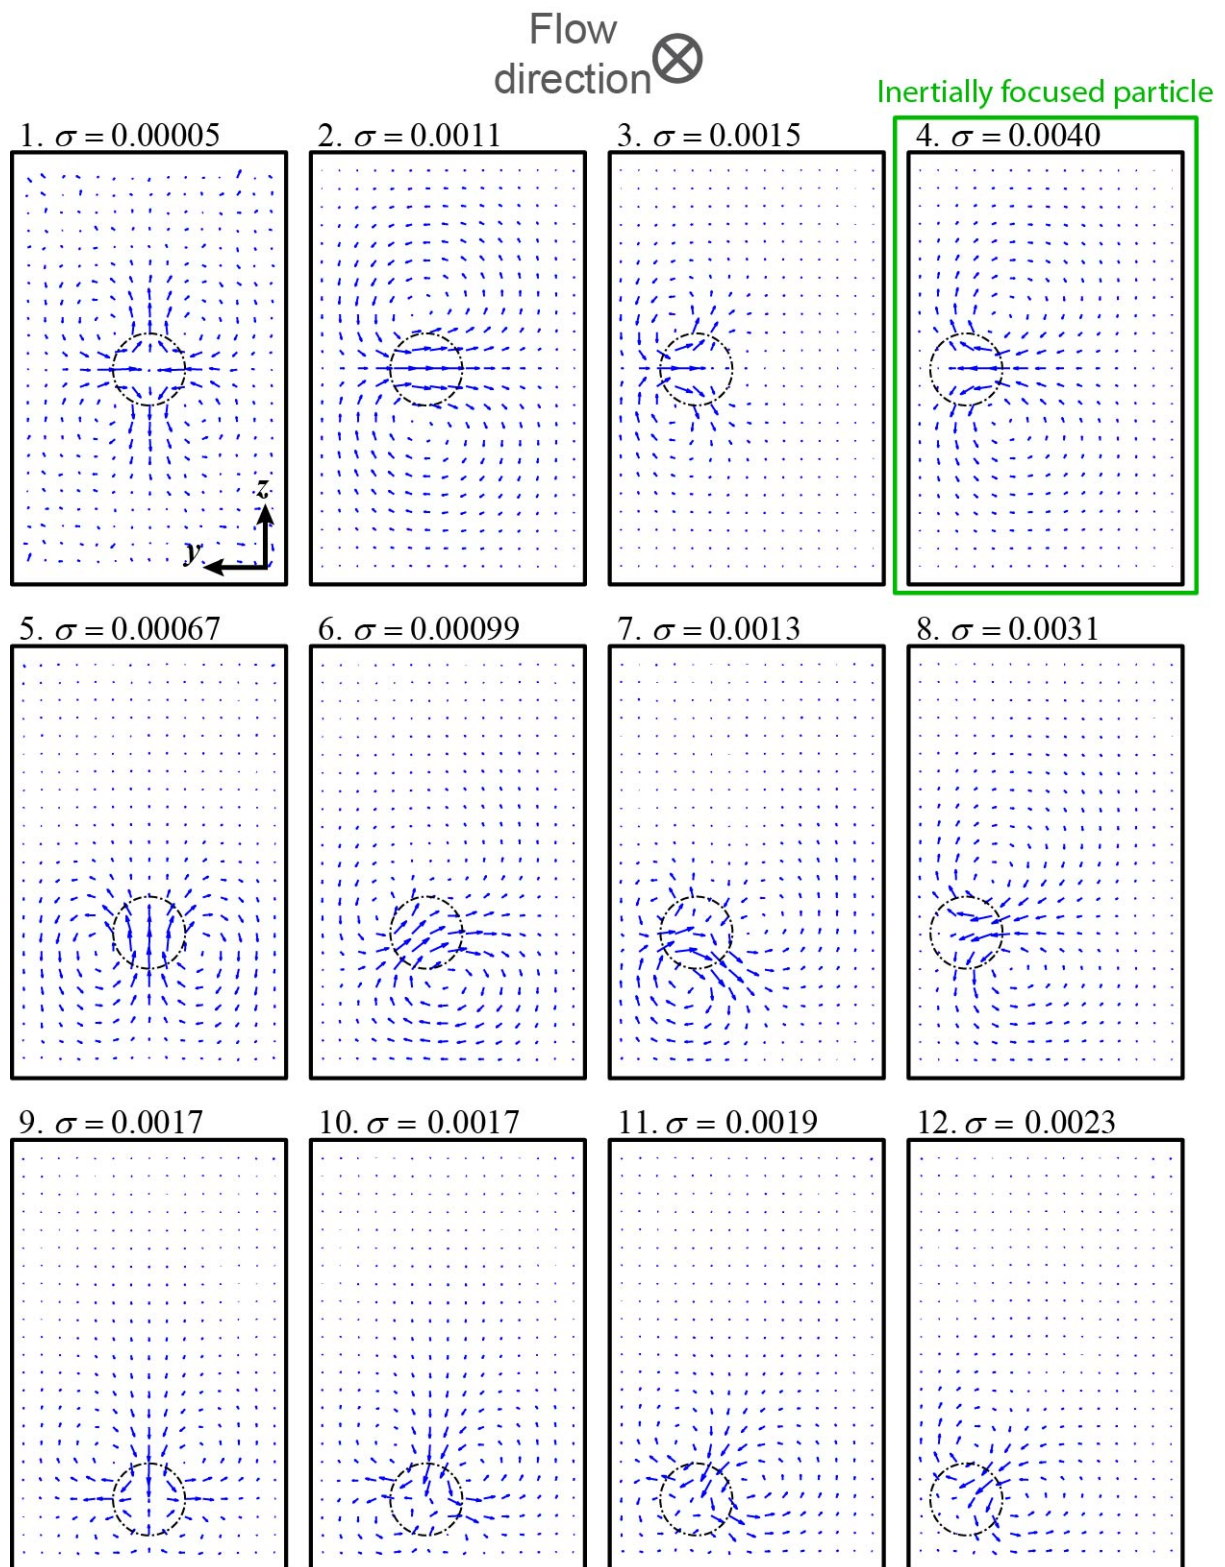 Flow
direction
Inertially focused particle
1. σ = 0.00005
2. σ = 0.0011
3. σ = 0.0015
4. σ = 0.0040
z
y
5. σ = 0.00067
6. σ = 0.00099
7. σ = 0.0013
8. σ = 0.0031
9. σ = 0.0017
10. σ = 0.0017
11. σ = 0.0019
12. σ = 0.0023